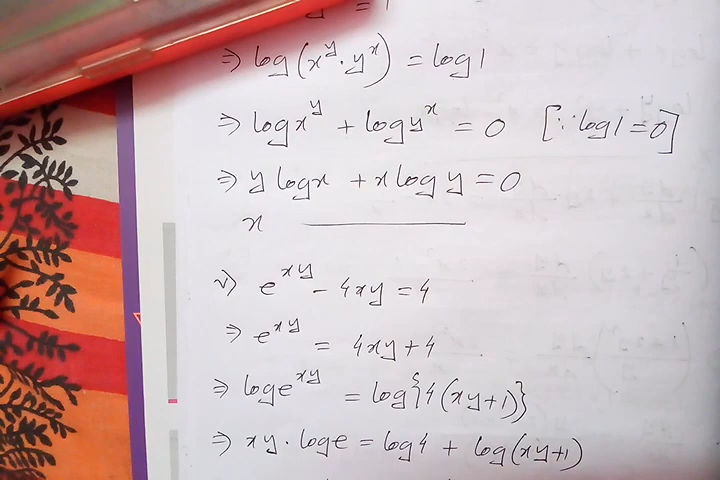 y = 1
⇒ log(x^y · y^x) = log 1
⇒ log x^y + log y^x = 0 [∵ log 1 = 0]
⇒ y log x + x log y = 0
x
v) e^xy - 4xy = 4
⇒ e^xy = 4xy + 4
⇒ log e^xy = log{4(xy+1)}
⇒ xy · log e = log 4 + log(xy+1)